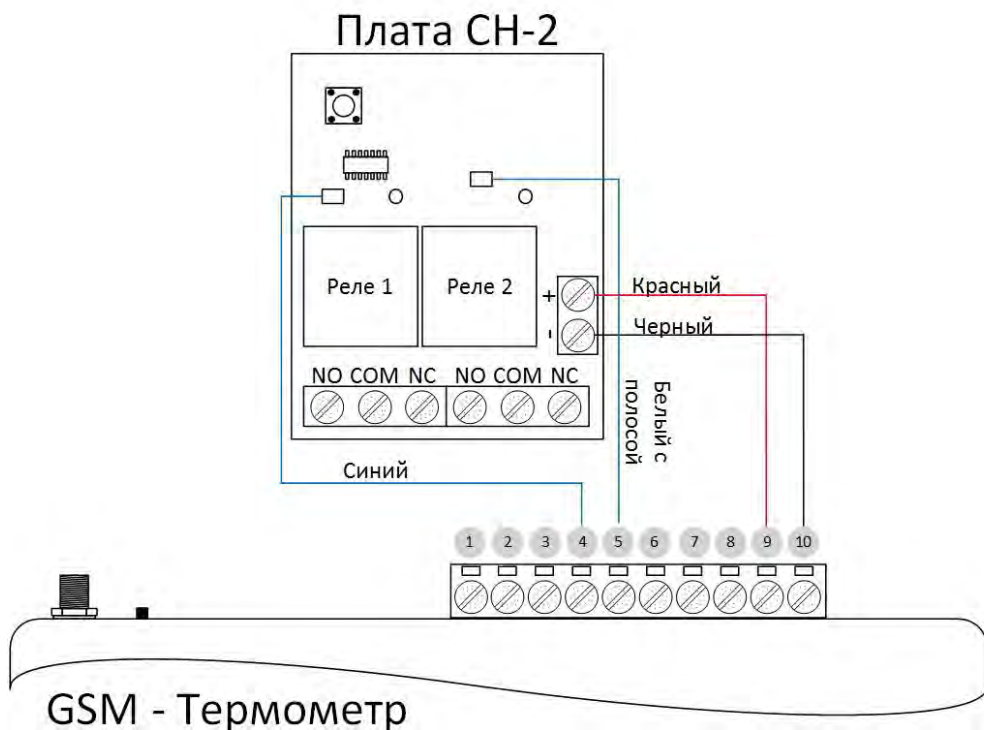 Плата CH-2
Реле 1
Реле 2
+
Красный
-
Черный
NO COM NC NO COM NC
Белый с
полосой
Синий
1 2 3 4 5 6 7 8 9 10
GSM - Термометр